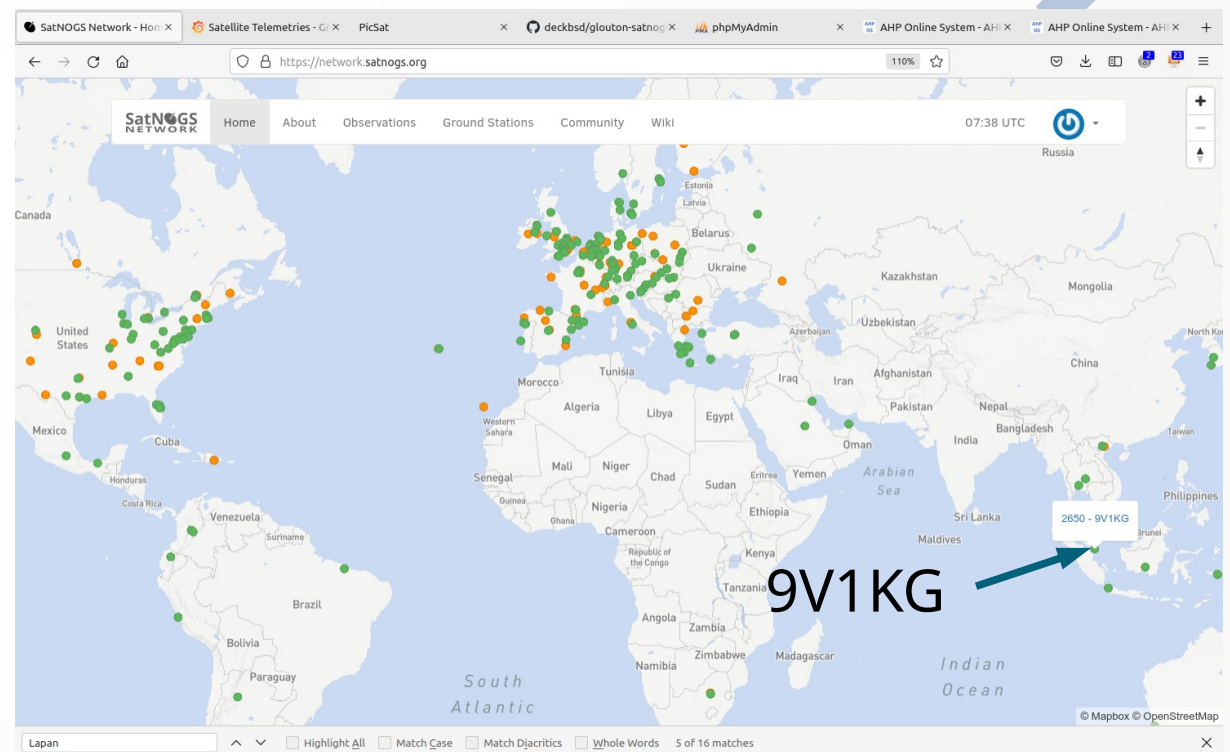 SatNOGS Network - Hom
Satellite Telemetries - Gr
PicSat
deckbsd/glouton-satnog
phpMyAdmin
AHP Online System - AHP
AHP Online System - AHP
https://network.satnogs.org
110%
2
23
SatNOGS
NETWORK
Home
About
Observations
Ground Stations
Community
Wiki
07:38 UTC
Russia
Canada
Estonia
Latvia
Belarus
Ukraine
Kazakhstan
Mongolia
United
States
Azerbaijan
Uzbekistan
North Kor
China
Tunisia
Morocco
Iraq
Iran
Afghanistan
Algeria
Libya
Egypt
Pakistan
Nepal
Western
Sahara
Mexico
Cuba
Oman
India
Bangladesh
Taiwan
Honduras
Senegal
Mali
Niger
Chad
Sudan
Eritrea
Yemen
Arabian
Sea
Costa Rica
Guinea
Nigeria
Ethiopia
Philippines
Venezuela
Ghana
Sri Lanka
2650 - 9V1KG
Suriname
Cameroon
Maldives
Brunei
Republic of
the Congo
Kenya
Tanzania
9V1KG
Brazil
Angola
Zambia
Bolivia
Zimbabwe
Madagascar
Namibia
Indian
Ocean
Paraguay
South
Atlantic
© Mapbox © OpenStreetMap
Lapan
Highlight All
Match Case
Match Diacritics
Whole Words
5 of 16 matches